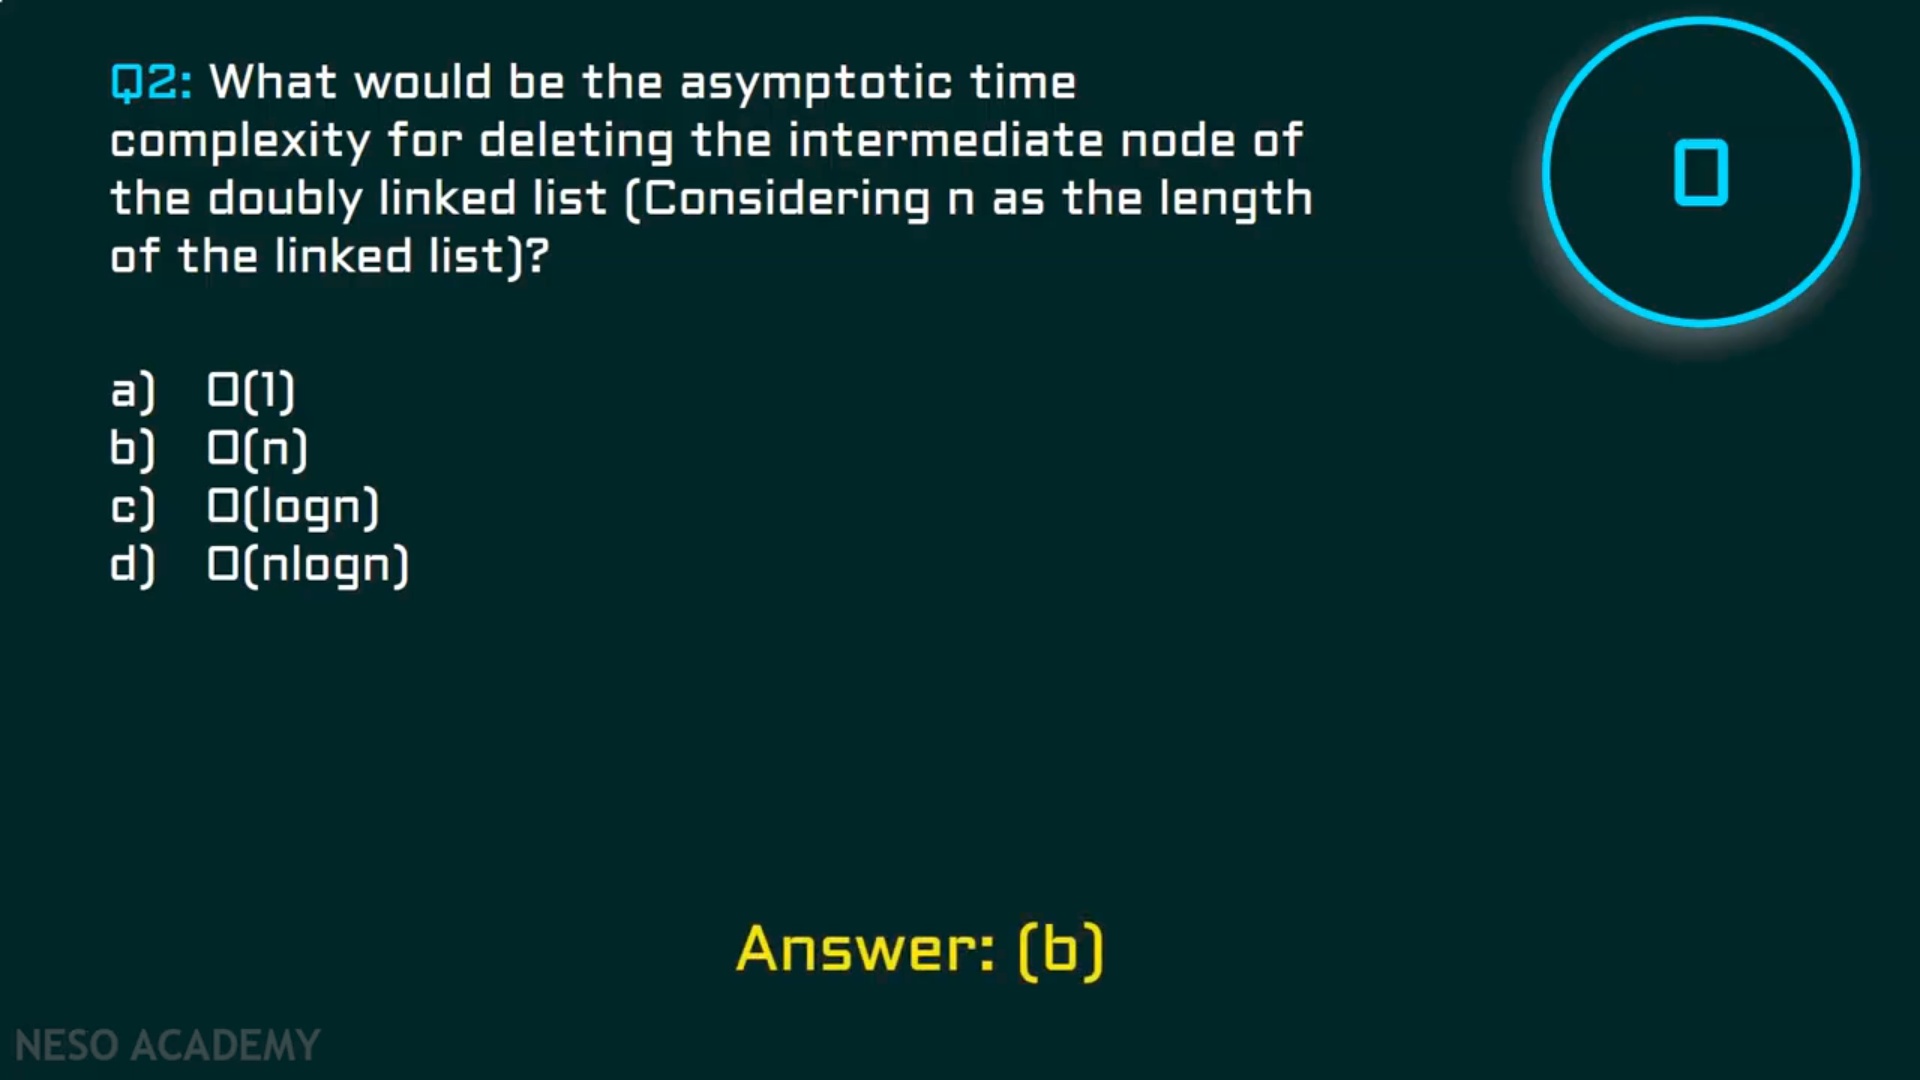 Q2: What would be the asymptotic time
complexity for deleting the intermediate node of
the doubly linked list (Considering n as the length
of the linked list)?
0
a) O(1)
b) O(n)
c) O(logn)
d) O(nlogn)
Answer: (b)
NESO ACADEMY